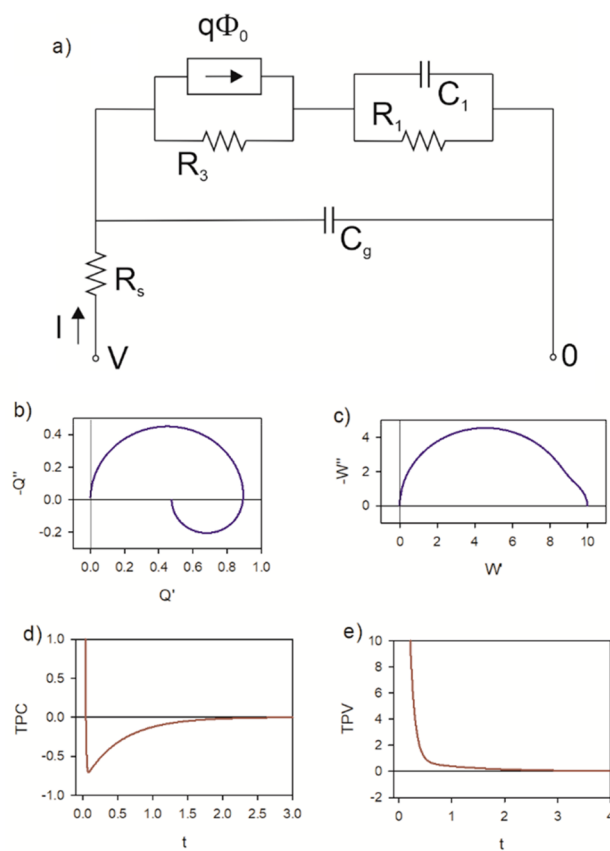 a)
qΦ₀
R₃
C₁
R₁
C_g
R_s
I
V
0
b)
-Q''
0.4
0.2
0.0
-0.2
0.0 0.2 0.4 0.6 0.8 1.0
Q'
c)
-W''
4
2
0
0 2 4 6 8 10
W'
d)
TPC
1.0
0.5
0.0
-0.5
-1.0
0.0 0.5 1.0 1.5 2.0 2.5 3.0
t
e)
TPV
10
8
6
4
2
0
-2
0 1 2 3 4
t